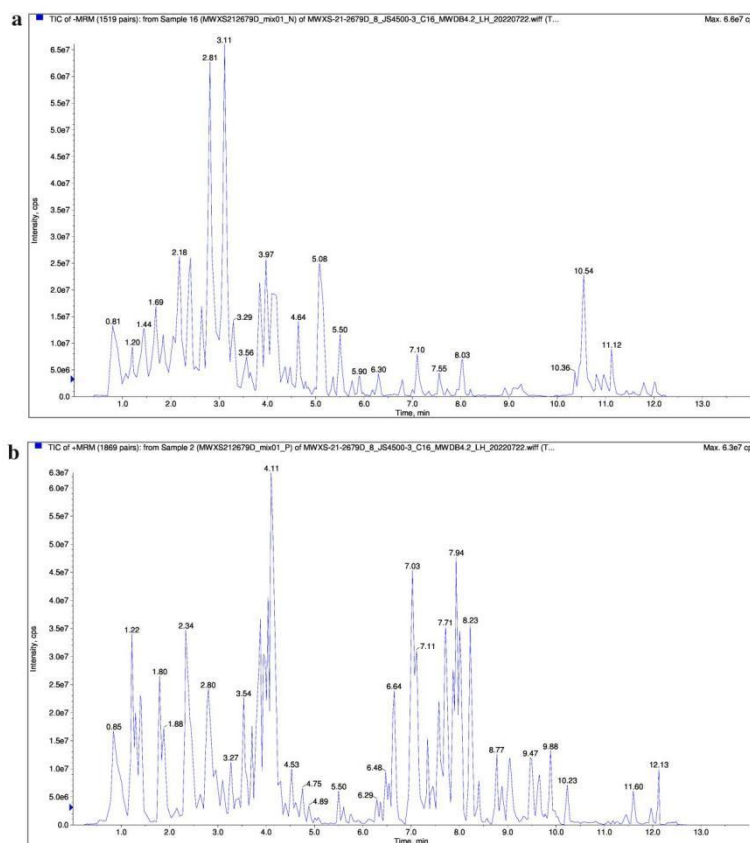 a
TIC of -MRM (1519 pairs): from Sample 16 (MWXS212679D_mix01_N) of MWXS-21-2679D_8_JS4500-3_C16_MWDB4.2_LH_20220722.wiff (T... Max. 6.6e7 cp
3.11
6.5e7
2.81
6.0e7
5.5e7
5.0e7
4.5e7
4.0e7
3.5e7
Intensity, cps
3.0e7
2.5e7
2.18 3.97 5.08
2.0e7
10.54
1.5e7
1.69
0.81 1.44 3.29 4.64
1.0e7
1.20 5.50
11.12
5.0e6
3.56 5.90 6.30 7.10 7.55 8.03 10.36
0.0
1.0 2.0 3.0 4.0 5.0 6.0 7.0 8.0 9.0 10.0 11.0 12.0 13.0
Time, min
b
TIC of +MRM (1869 pairs): from Sample 2 (MWXS212679D_mix01_P) of MWXS-21-2679D_8_JS4500-3_C16_MWDB4.2_LH_20220722.wiff (T... Max. 6.3e7 cp
4.11
6.3e7
6.0e7
5.5e7
5.0e7
7.94
4.5e7
7.03
4.0e7
3.5e7
1.22 2.34 7.71 8.23
Intensity, cps
3.0e7
7.11
2.5e7
1.80 2.80
2.0e7
3.54 6.64
1.5e7
0.85 1.88
1.0e7
3.27 4.53 6.48 8.77 9.47 9.88 12.13
5.0e6
4.75 4.89 5.50 6.29 10.23 11.60
0.0
1.0 2.0 3.0 4.0 5.0 6.0 7.0 8.0 9.0 10.0 11.0 12.0 13.0
Time, min